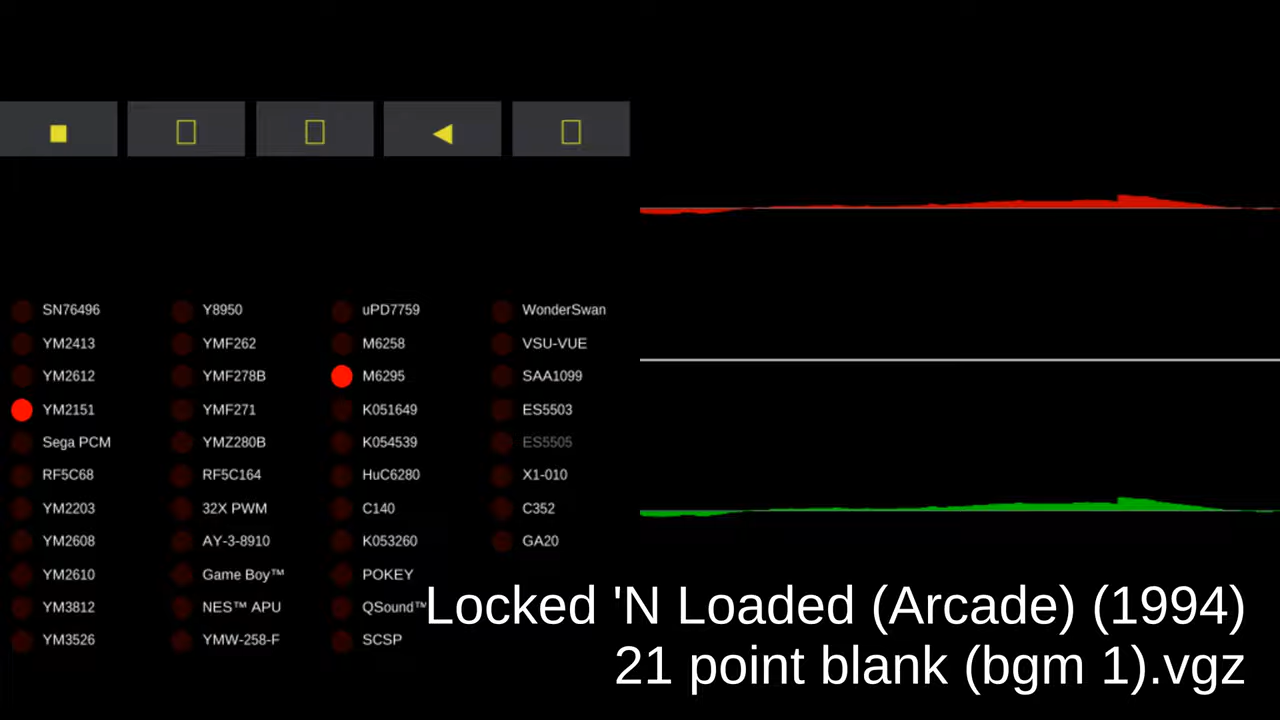 SN76496 Y8950 uPD7759 WonderSwan
YM2413 YMF262 M6258 VSU-VUE
YM2612 YMF278B M6295 SAA1099
YM2151 YMF271 K051649 ES5503
Sega PCM YMZ280B K054539 ES5505
RF5C68 RF5C164 HuC6280 X1-010
YM2203 32X PWM C140 C352
YM2608 AY-3-8910 K053260 GA20
YM2610 Game Boy™ POKEY
YM3812 NES™ APU QSound™
YM3526 YMW-258-F SCSP
Locked 'N Loaded (Arcade) (1994)
21 point blank (bgm 1).vgz